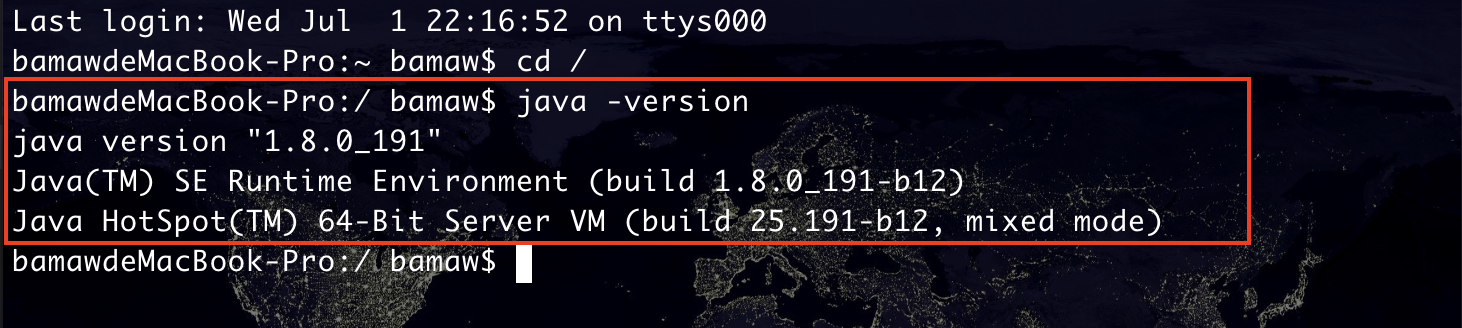 Last login: Wed Jul  1 22:16:52 on ttys000
bamawdeMacBook-Pro:~ bamaw$ cd /
bamawdeMacBook-Pro:/ bamaw$ java -version
java version "1.8.0_191"
Java(TM) SE Runtime Environment (build 1.8.0_191-b12)
Java HotSpot(TM) 64-Bit Server VM (build 25.191-b12, mixed mode)
bamawdeMacBook-Pro:/ bamaw$